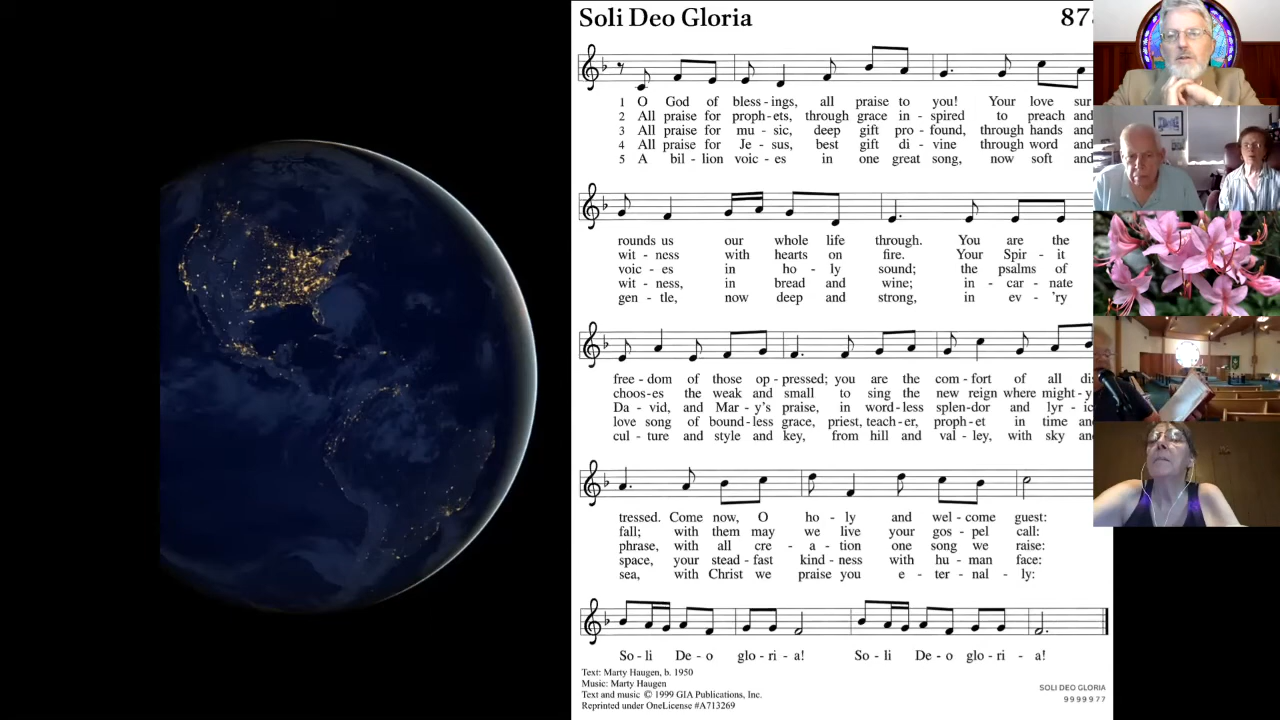 Soli Deo Gloria 87
1 O God of bless - ings, all praise to you! Your love sur
2 All praise for proph - ets, through grace in - spired to preach and
3 All praise for mu - sic, deep gift pro - found, through hands and
4 All praise for Je - sus, best gift di - vine through word and
5 A bil - lion voic - es in one great song, now soft and
rounds us our whole life through. You are the
wit - ness with hearts on fire. Your Spir - it
voic - es in ho - ly sound; the psalms of
wit - ness, in bread and wine; in - car - nate
gen - tle, now deep and strong, in ev - 'ry
free - dom of those op - pressed; you are the com - fort of all di
choos - es the weak and small to sing the new reign where might - y
Da - vid, and Mar - y's praise, in word - less splen - dor and lyr - ic
love song of bound - less grace, priest, teach - er, proph - et in time and
cul - ture and style and key, from hill and val - ley, with sky and
tressed. Come now, O ho - ly and wel - come guest:
fall; with them may we live your gos - pel call:
phrase, with all cre - a - tion one song we raise:
space, your stead - fast kind - ness with hu - man face:
sea, with Christ we praise you e - ter - nal - ly:
So - li De - o glo - ri - a! So - li De - o glo - ri - a!
Text: Marty Haugen, b. 1950
Music: Marty Haugen
Text and music © 1999 GIA Publications, Inc.
Reprinted under OneLicense #A713269
SOLI DEO GLORIA
9 9 9 9 9 7 7